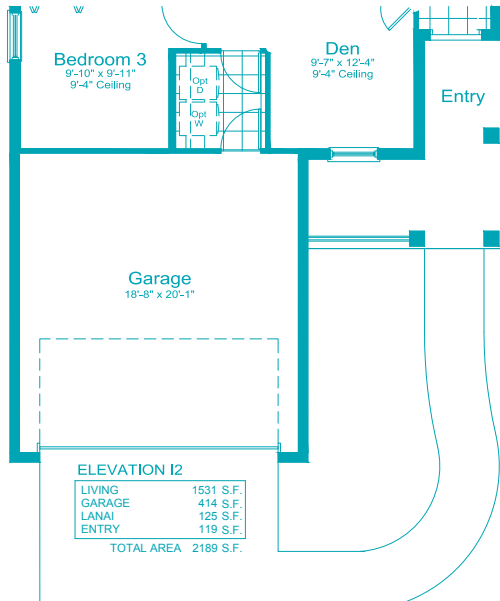 Bedroom 3
9'-10" x 9'-11"
9'-4" Ceiling
Opt
D
Opt
W
Den
9'-7" x 12'-4"
9'-4" Ceiling
Entry
Garage
18'-8" x 20'-1"
ELEVATION I2
LIVING 1531 S.F.
GARAGE 414 S.F.
LANAI 125 S.F.
ENTRY 119 S.F.
TOTAL AREA 2189 S.F.